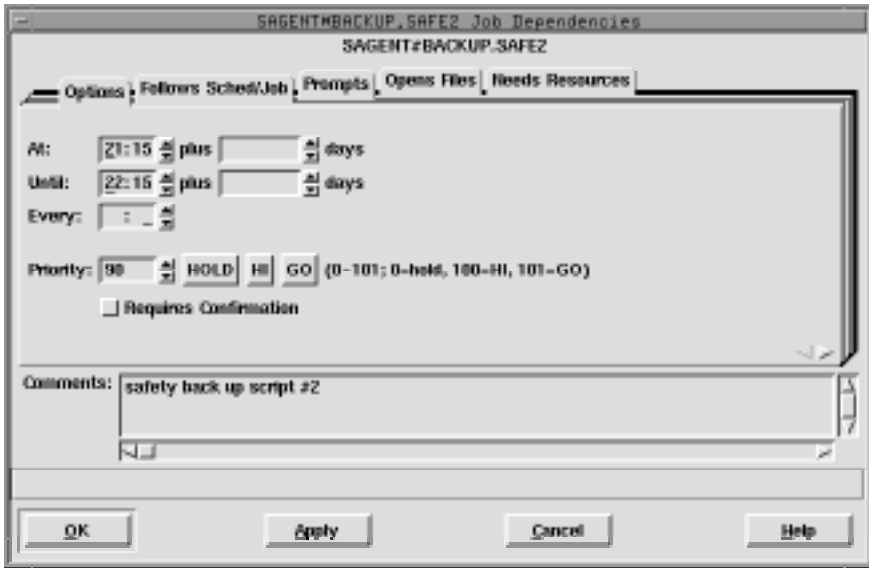 SAGENT#BACKUP.SAFE2 Job Dependencies
SAGENT#BACKUP.SAFE2
Options Follows Sched/Job Prompts Opens Files Needs Resources
At: 21:15 plus days
Until: 22:15 plus days
Every: : _
Priority: 90 HOLD HI GO (0-101; 0=hold, 100=HI, 101=GO)
Requires Confirmation
Comments: safety back up script #2
OK Apply Cancel Help